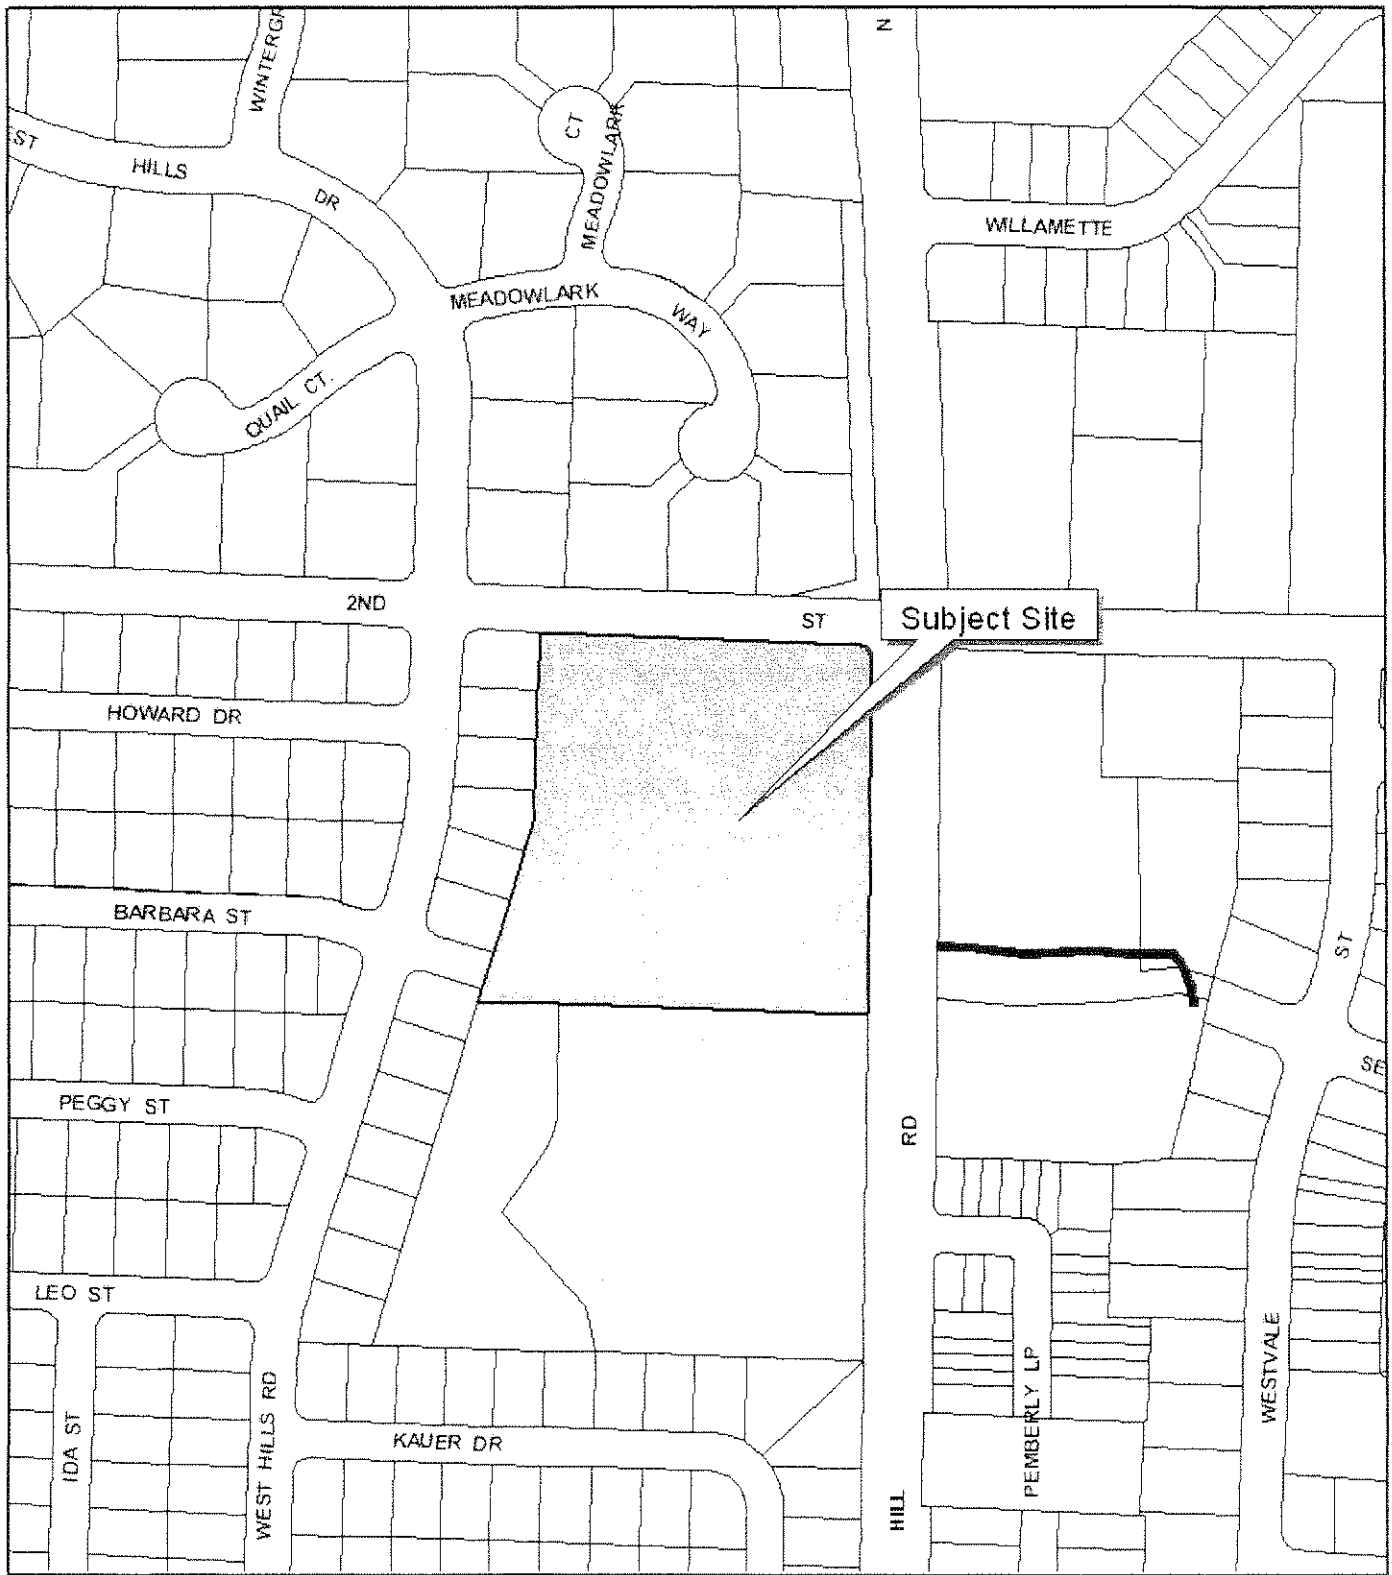 N
WINTERGR
CT
MEADOWLARK
ST
HILLS
DR
WILLAMETTE
MEADOWLARK
WAY
QUAIL CT.
2ND
ST
Subject Site
HOWARD DR
BARBARA ST
ST
SE
PEGGY ST
RD
LEO ST
WESTVALE
PEMBERLY LP
IDA ST
WEST HILLS RD
KAUER DR
HILL